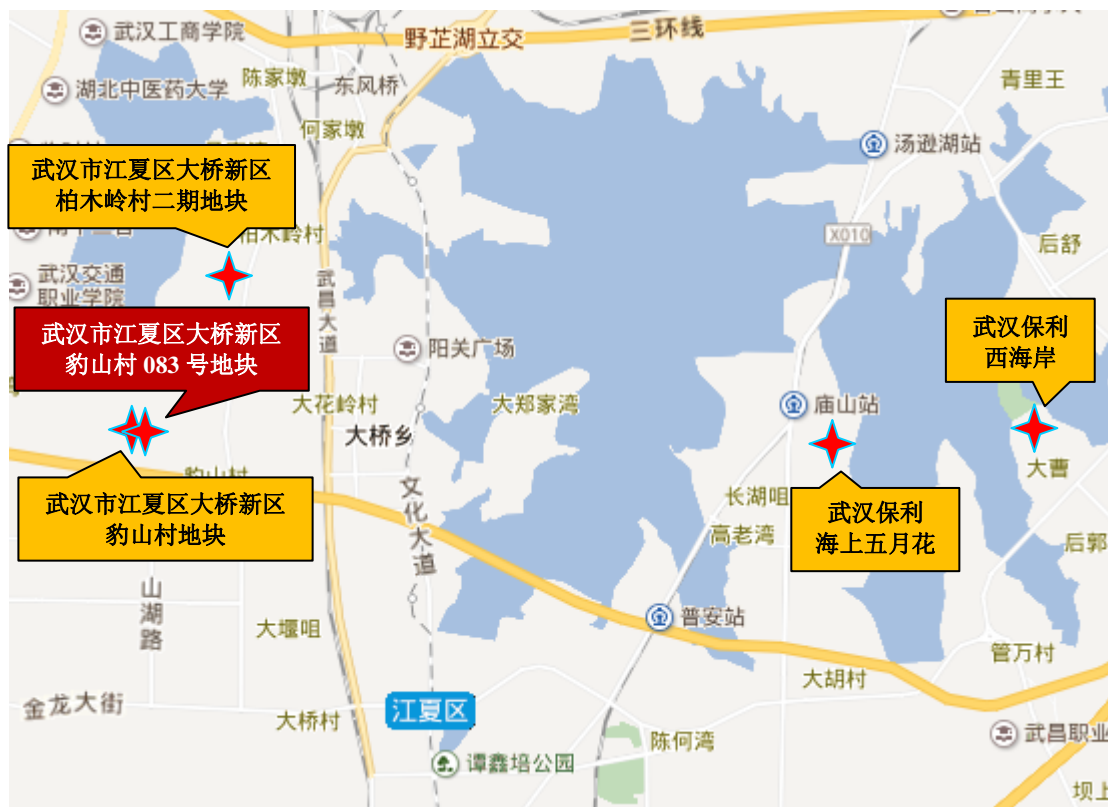 武汉工商学院
野芷湖立交
三环线
湖北中医药大学
陈家墩
东风桥
青里王
何家墩
汤逊湖站
武汉市江夏区大桥新区
柏木岭村二期地块
柏木岭村
X010
后舒
武汉交通
职业学院
武昌大道
武汉市江夏区大桥新区
豹山村 083 号地块
阳关广场
武汉保利
西海岸
大花岭村
大郑家湾
庙山站
大桥乡
大曹
豹山村
武汉市江夏区大桥新区
豹山村地块
文化大道
长湖咀
高老湾
武汉保利
海上五月花
后郭
山湖路
大堰咀
普安站
管万村
大胡村
金龙大街
大桥村
江夏区
陈何湾
武昌职业
谭鑫培公园
坝上